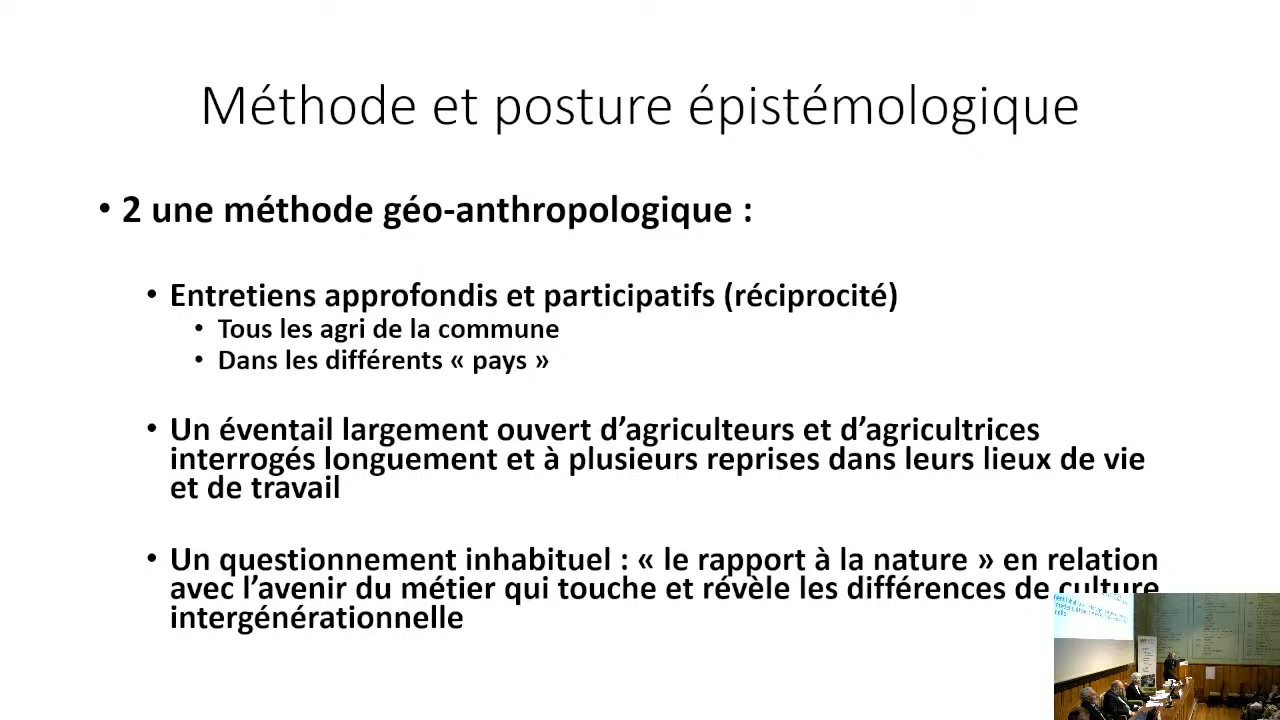 Méthode et posture épistémologique
• 2 une méthode géo-anthropologique :
• Entretiens approfondis et participatifs (réciprocité)
• Tous les agri de la commune
• Dans les différents « pays »
• Un éventail largement ouvert d’agriculteurs et d’agricultrices
interrogés longuement et à plusieurs reprises dans leurs lieux de vie
et de travail
• Un questionnement inhabituel : « le rapport à la nature » en relation
avec l’avenir du métier qui touche et révèle les différences de culture
intergénérationnelle